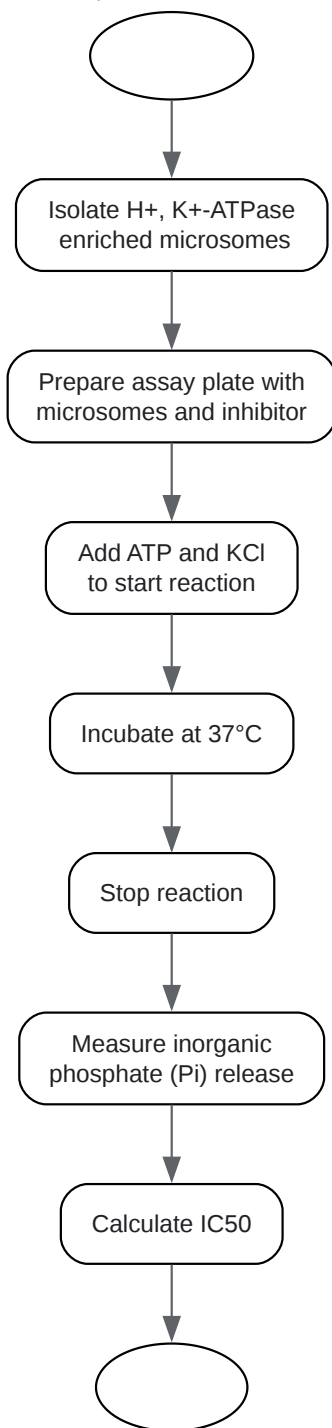 Isolate H+, K+-ATPase
enriched microsomes
Prepare assay plate with
microsomes and inhibitor
Add ATP and KCl
to start reaction
Incubate at 37°C
Stop reaction
Measure inorganic
phosphate (Pi) release
Calculate IC50